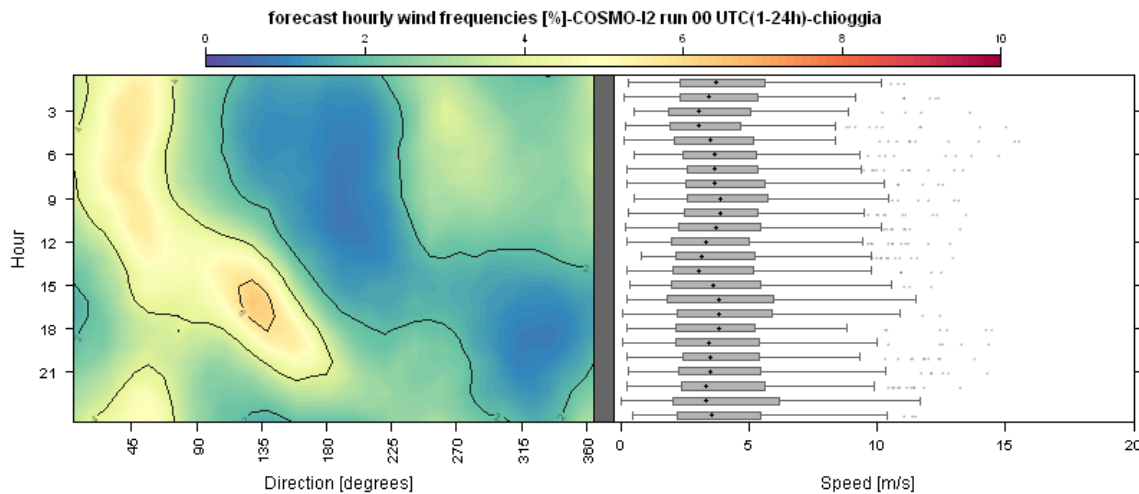 forecast hourly wind frequencies [%]-COSMO-I2 run 00 UTC(1-24h)-chioggia
0 2 4 6 8 10
Hour
3
6
9
12
15
18
21
45 90 135 180 225 270 315 360
Direction [degrees]
0 5 10 15 20
Speed [m/s]